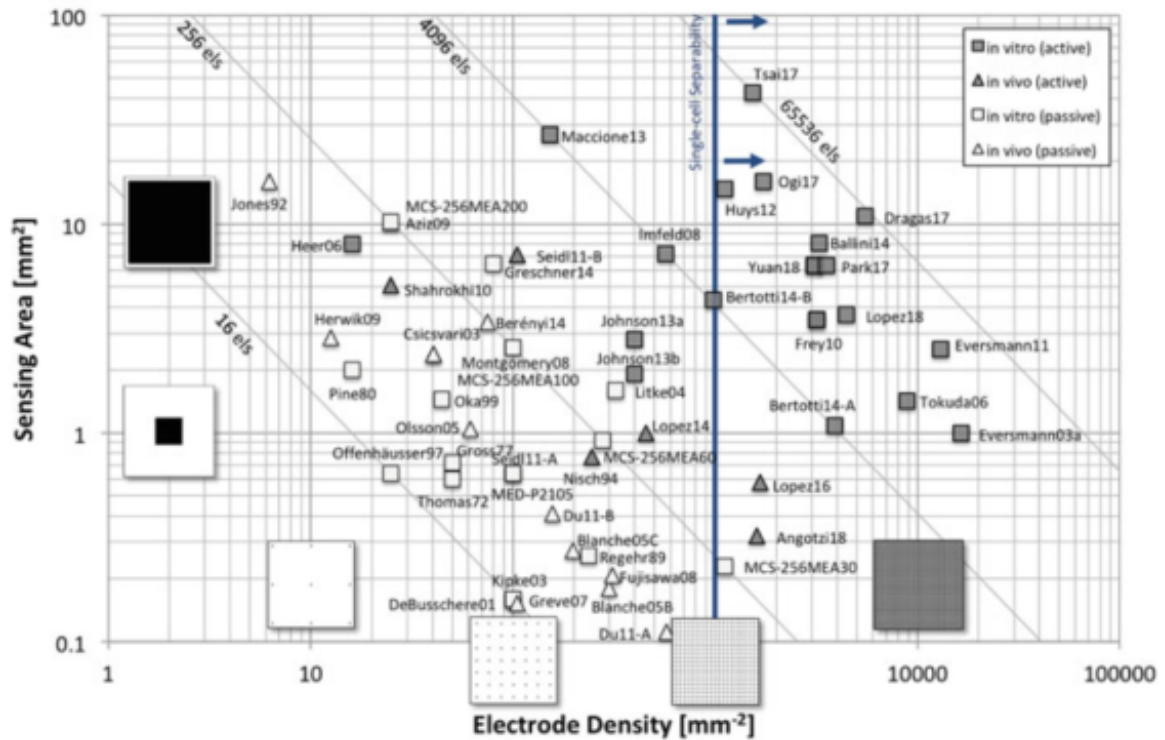 100
10
1
0.1
Sensing Area [mm²]
1
10
10000
100000
Electrode Density [mm⁻²]
256 els
4096 els
65536 els
16 els
Single-cell Separability
in vitro (active)
in vivo (active)
in vitro (passive)
in vivo (passive)
Tsai17
Maccione13
Jones92
MCS-256MEA200
Aziz09
Ogi17
Huys12
Dragas17
Heer06
Imfeld08
Seidl11-B
Greschner14
Ballini14
Yuan18
Park17
Shahrokhi10
Bertotti14-B
Herwik09
Csicsvari03
Berényi14
Johnson13a
Lopez18
Frey10
Montgomery08
Johnson13b
Eversmann11
Pine80
MCS-256MEA100
Oka99
Litke04
Bertotti14-A
Tokuda06
Olsson05
Lopez14
Eversmann03a
Offenhäusser97
Gross77
Seidl11-A
MCS-256MEA60
Nisch94
Thomas72
MED-P2105
Lopez16
Du11-B
Angotzi18
Blanche05C
Regehr89
MCS-256MEA30
Kipke03
Fujisawa08
DeBusschere01
Greve07
Blanche05B
Du11-A